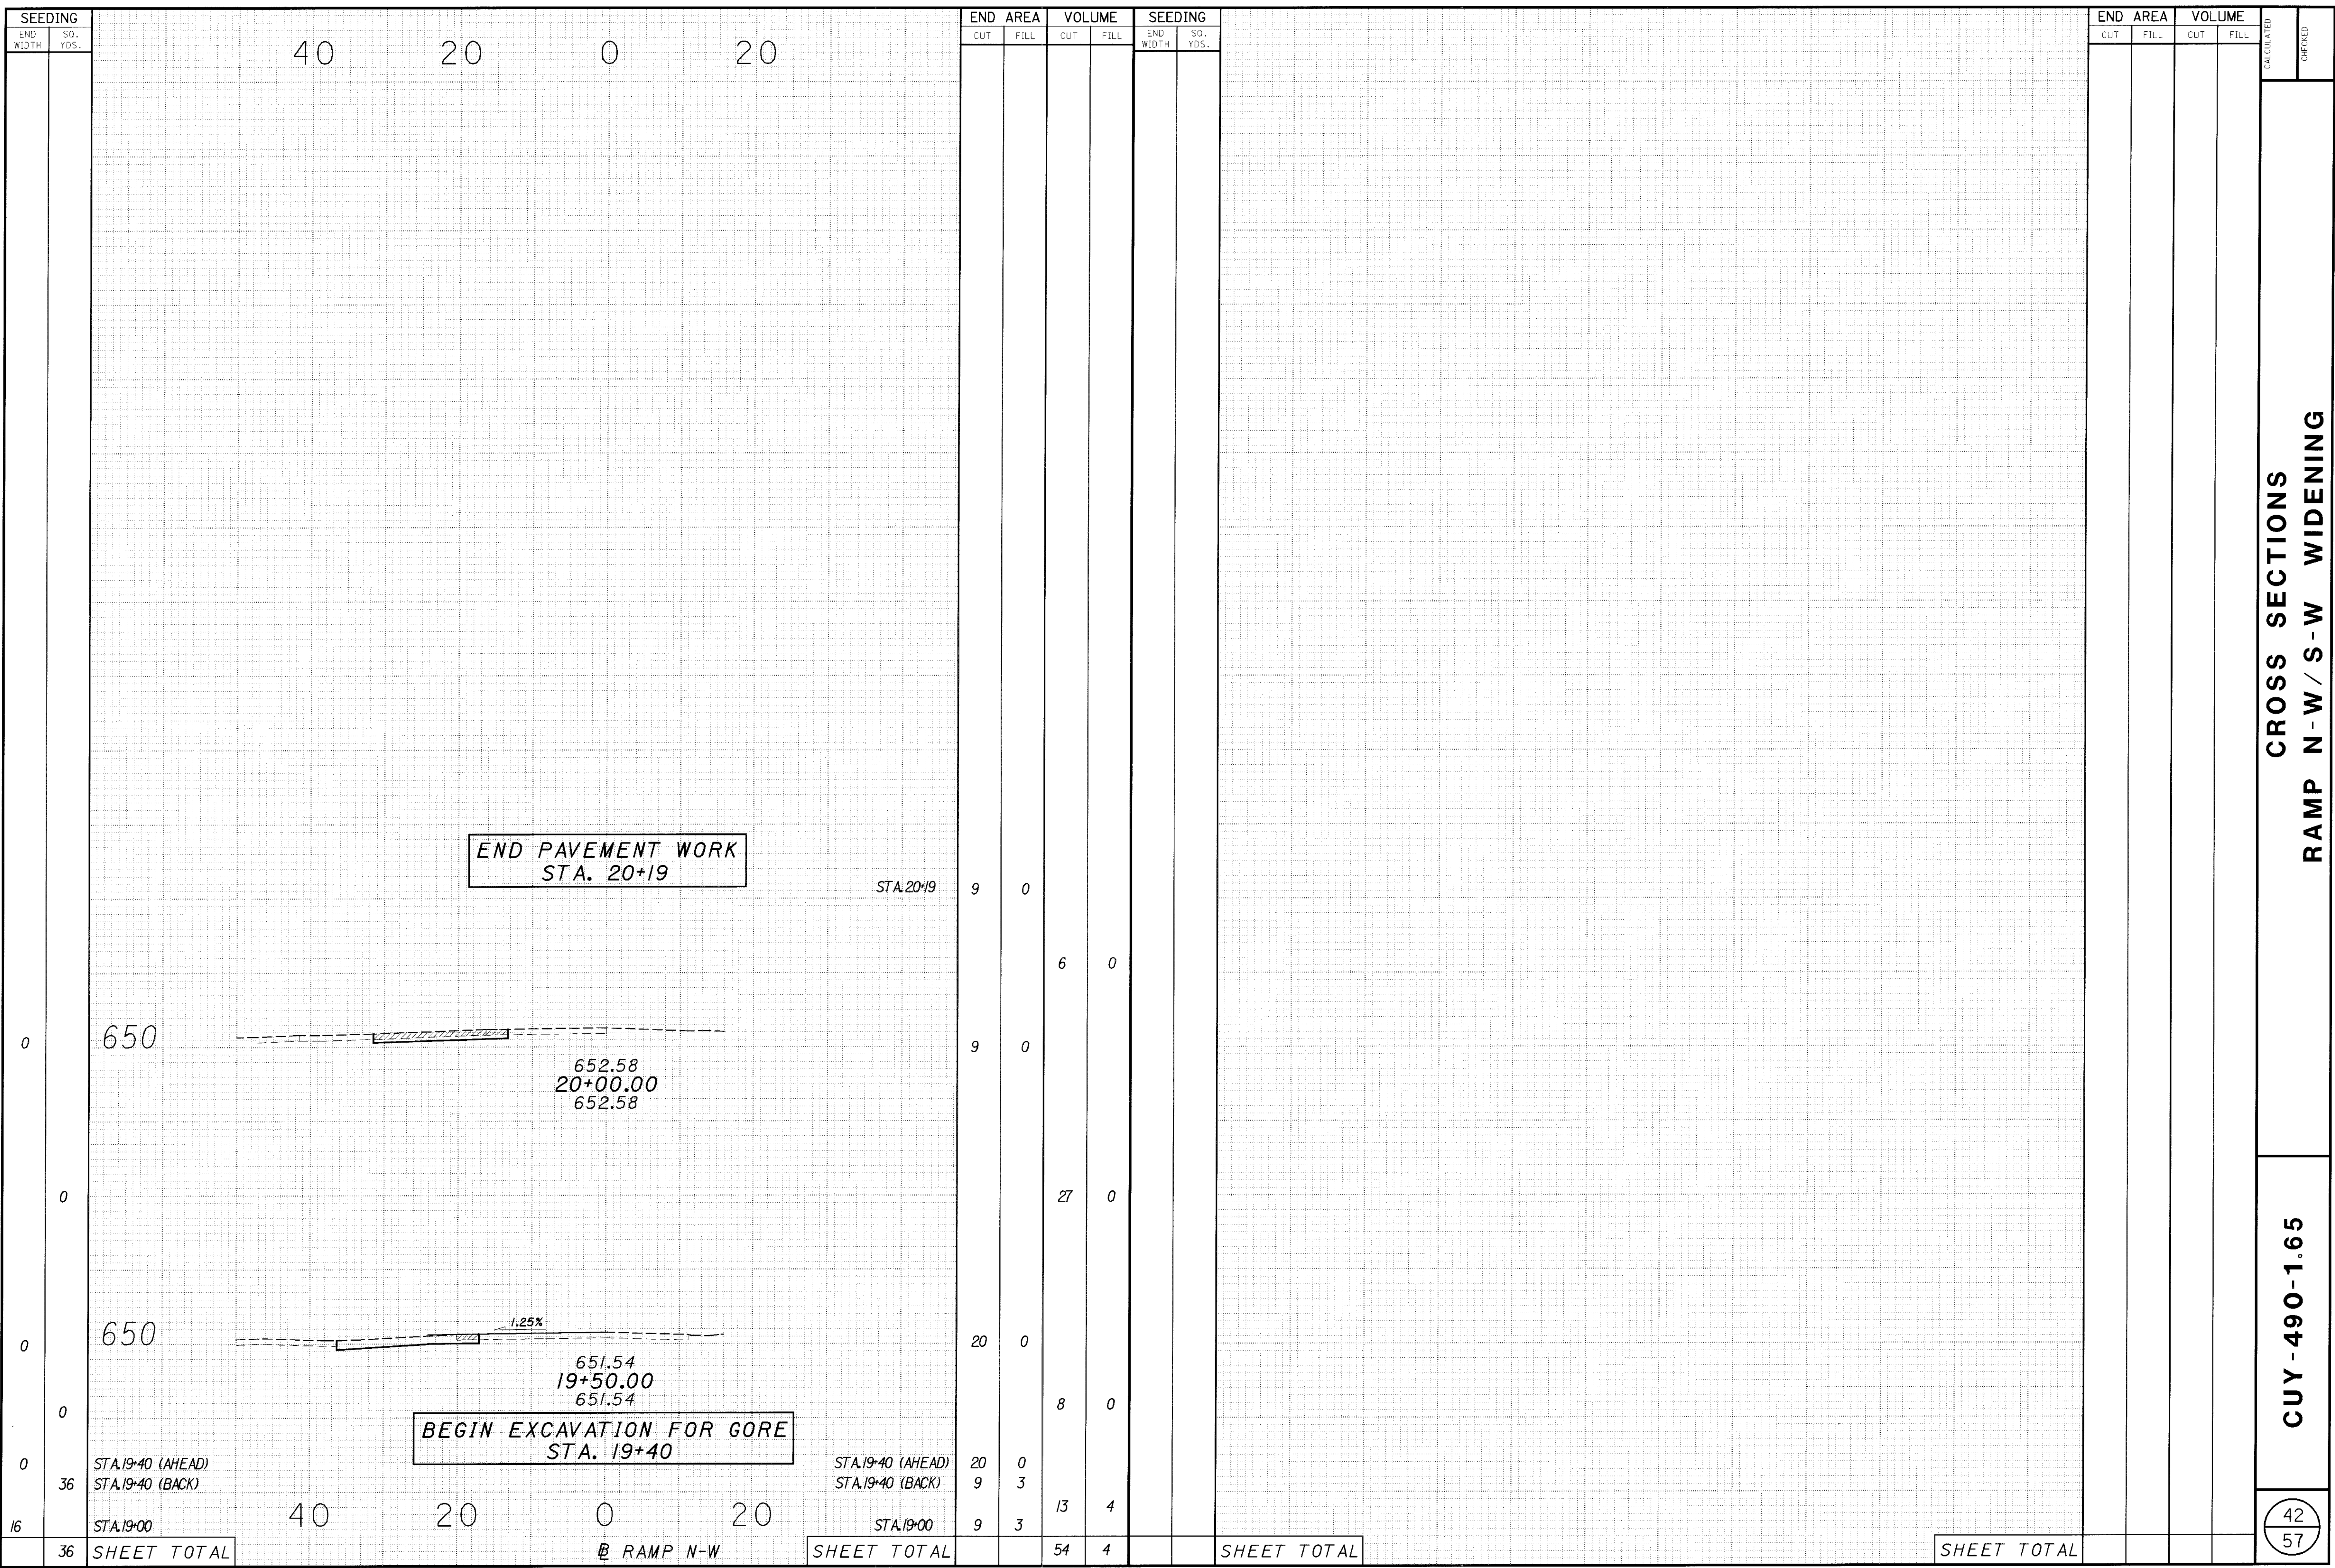 SEEDING
END WIDTH
SQ. YDS.
40 20 0 20
END AREA
CUT FILL
VOLUME
CUT FILL
SEEDING
END WIDTH
SQ. YDS.
END AREA
CUT FILL
VOLUME
CUT FILL
CALCULATED
CHECKED
END PAVEMENT WORK
STA. 20+19
STA.20+19 9 0
6 0
0 650 9 0
652.58
20+00.00
652.58
0 27 0
1.25%
0 650 20 0
651.54
19+50.00
651.54
0 8 0
BEGIN EXCAVATION FOR GORE
STA. 19+40
0 STA.19+40 (AHEAD) STA.19+40 (AHEAD) 20 0
36 STA.19+40 (BACK) STA.19+40 (BACK) 9 3
13 4
40 20 0 20
16 STA.19+00 STA.19+00 9 3
36 SHEET TOTAL
BL RAMP N-W
SHEET TOTAL 54 4
SHEET TOTAL
SHEET TOTAL
CROSS SECTIONS
RAMP N-W/S-W WIDENING
CUY-490-1.65
42
57